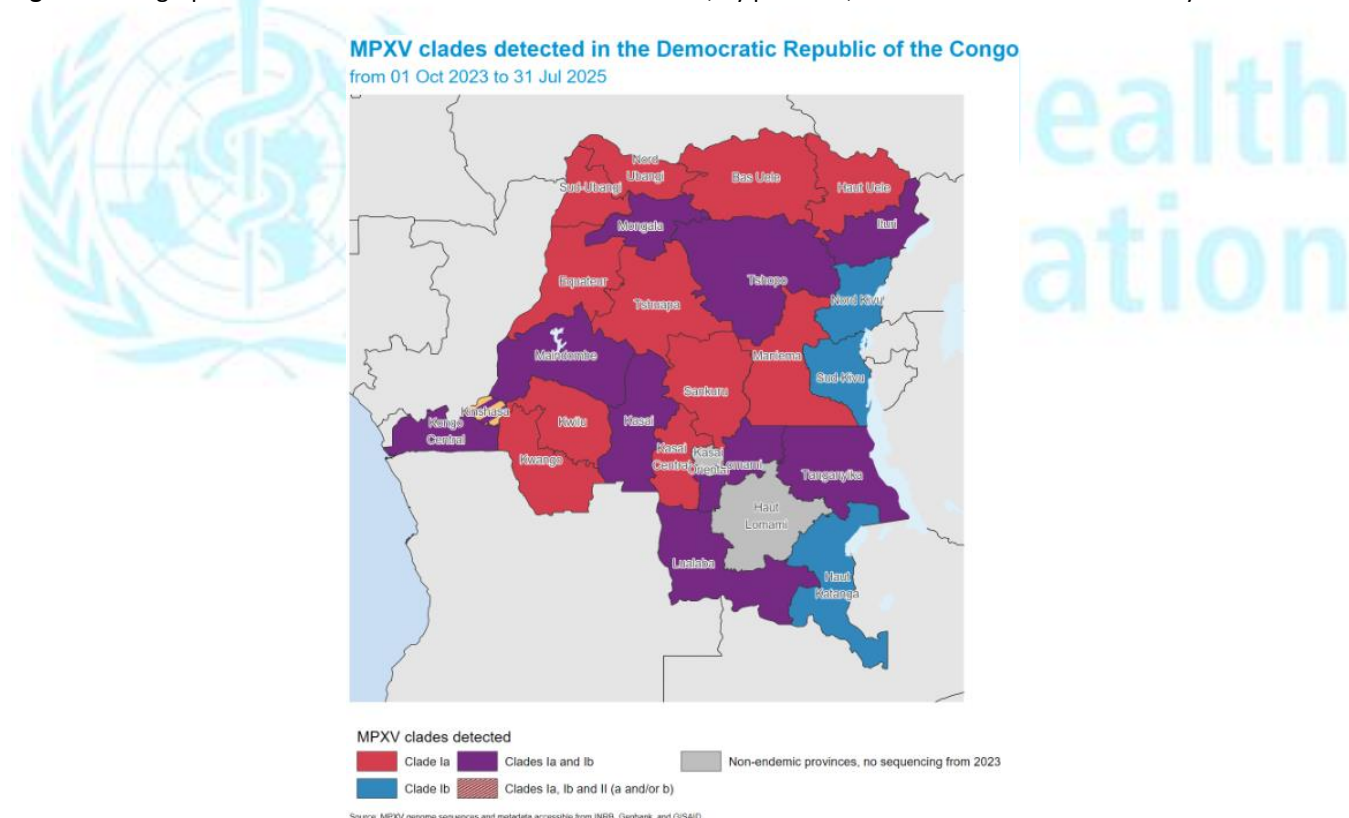 MPXV clades detected in the Democratic Republic of the Congo
from 01 Oct 2023 to 31 Jul 2025
ealth
ation
Nord
Ubangi
Sud-Ubangi
Bas Uele
Haut Uele
Mongala
Ituri
Equateur
Tshopo
Tshuapa
Nord Kivu
Maindombe
Maniema
Sud-Kivu
Sankuru
Kinshasa
Kongo
Central
Kwilu
Kasai
Kwango
Kasai
Central
Kasai
Oriental
omami
Tanganyika
Haut
Lomami
Lualaba
Haut
Katanga
MPXV clades detected
Clade Ia
Clades Ia and Ib
Non-endemic provinces, no sequencing from 2023
Clade Ib
Clades Ia, Ib and II (a and/or b)
Source: MPXV genome sequences and metadata accessible from INRB, Genbank, and GISAID